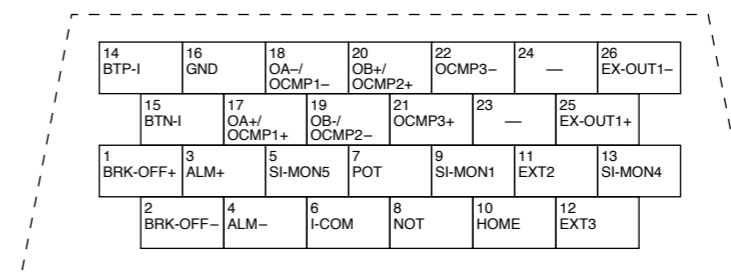 14 16 18 20 22 24 26
BTP-I GND OA–/ OB+/ OCMP3– — EX-OUT1–
OCMP1– OCMP2+
15 17 19 21 23 25
BTN-I OA+/ OB-/ OCMP3+ — EX-OUT1+
OCMP1+ OCMP2–
1 3 5 7 9 11 13
BRK-OFF+ ALM+ SI-MON5 POT SI-MON1 EXT2 SI-MON4
2 4 6 8 10 12
BRK-OFF– ALM– I-COM NOT HOME EXT3